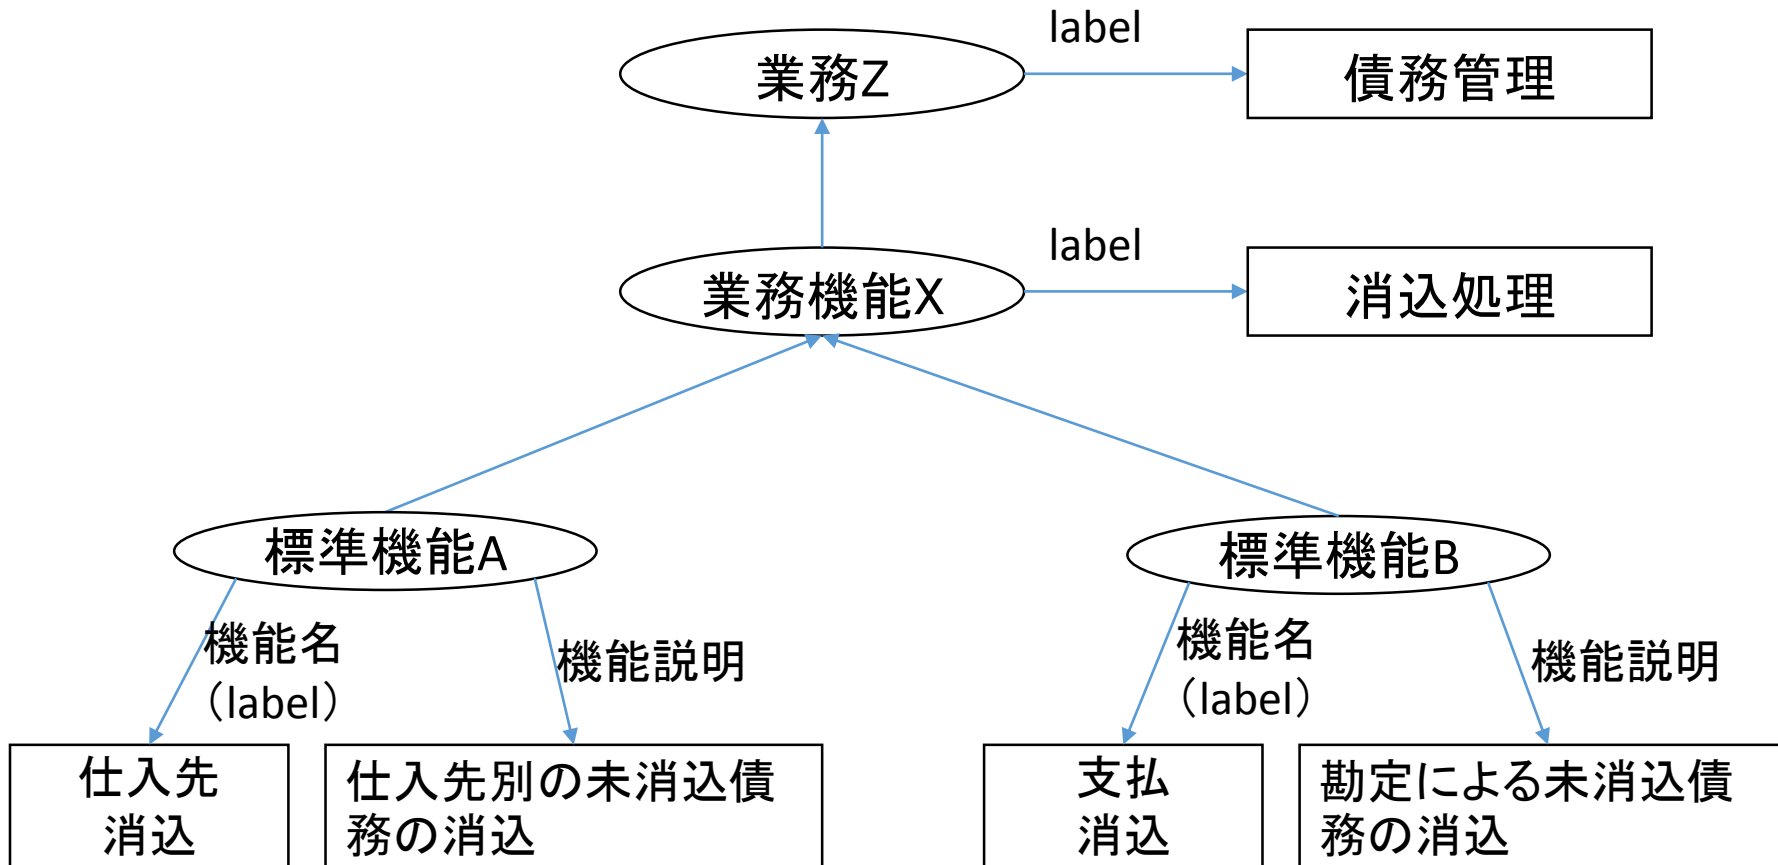 label
業務Z
債務管理
label
業務機能X
消込処理
標準機能A
標準機能B
機能名
（label）
機能説明
機能名
（label）
機能説明
仕入先
消込
仕入先別の未消込債
務の消込
支払
消込
勘定による未消込債
務の消込